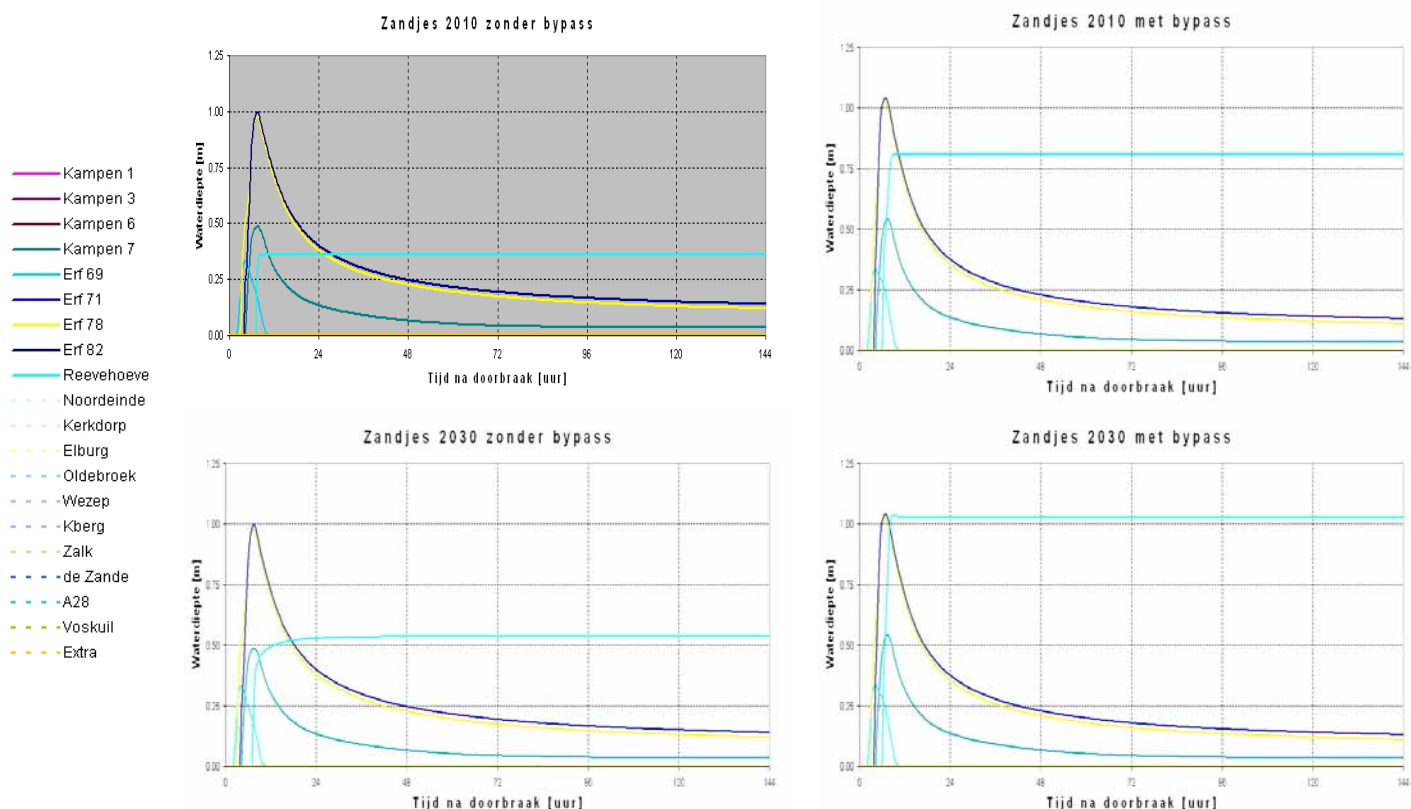 Zandjes 2010 zonder bypass
Waterdiepte [m]
1.25
1.00
0.75
0.50
0.25
0.00
0 24 48 72 96 120 144
Tijd na doorbraak [uur]
Zandjes 2010 met bypass
Waterdiepte [m]
1.25
1.00
0.75
0.50
0.25
0.00
0 24 48 72 96 120 144
Tijd na doorbraak [uur]
Kampen 1
Kampen 3
Kampen 6
Kampen 7
Erf 69
Erf 71
Erf 78
Erf 82
Reevehoeve
Noordeinde
Kerkdorp
Elburg
Oldebroek
Wezep
Kberg
Zalk
de Zande
A28
Voskuil
Extra
Zandjes 2030 zonder bypass
Waterdiepte [m]
1.25
1.00
0.75
0.50
0.25
0.00
0 24 48 72 96 120 144
Tijd na doorbraak [uur]
Zandjes 2030 met bypass
Waterdiepte [m]
1.25
1.00
0.75
0.50
0.25
0.00
0 24 48 72 96 120 144
Tijd na doorbraak [uur]